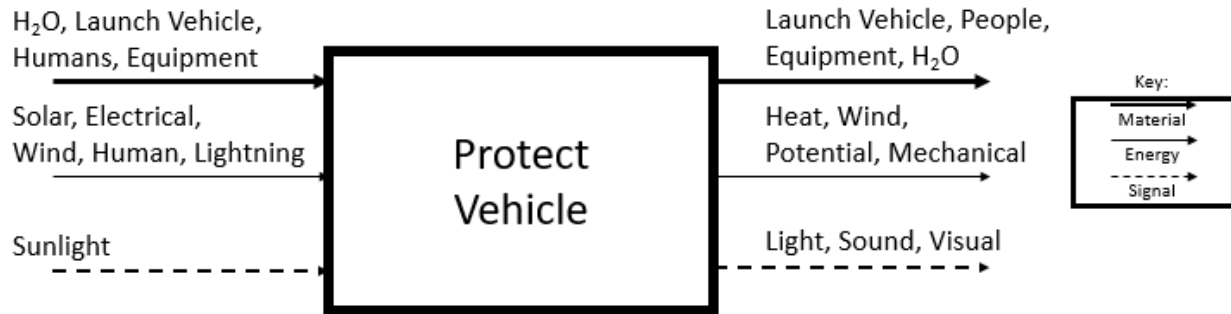 H₂O, Launch Vehicle,
Humans, Equipment
Solar, Electrical,
Wind, Human, Lightning
Sunlight
Protect
Vehicle
Launch Vehicle, People,
Equipment, H₂O
Heat, Wind,
Potential, Mechanical
Light, Sound, Visual
Key:
Material
Energy
Signal